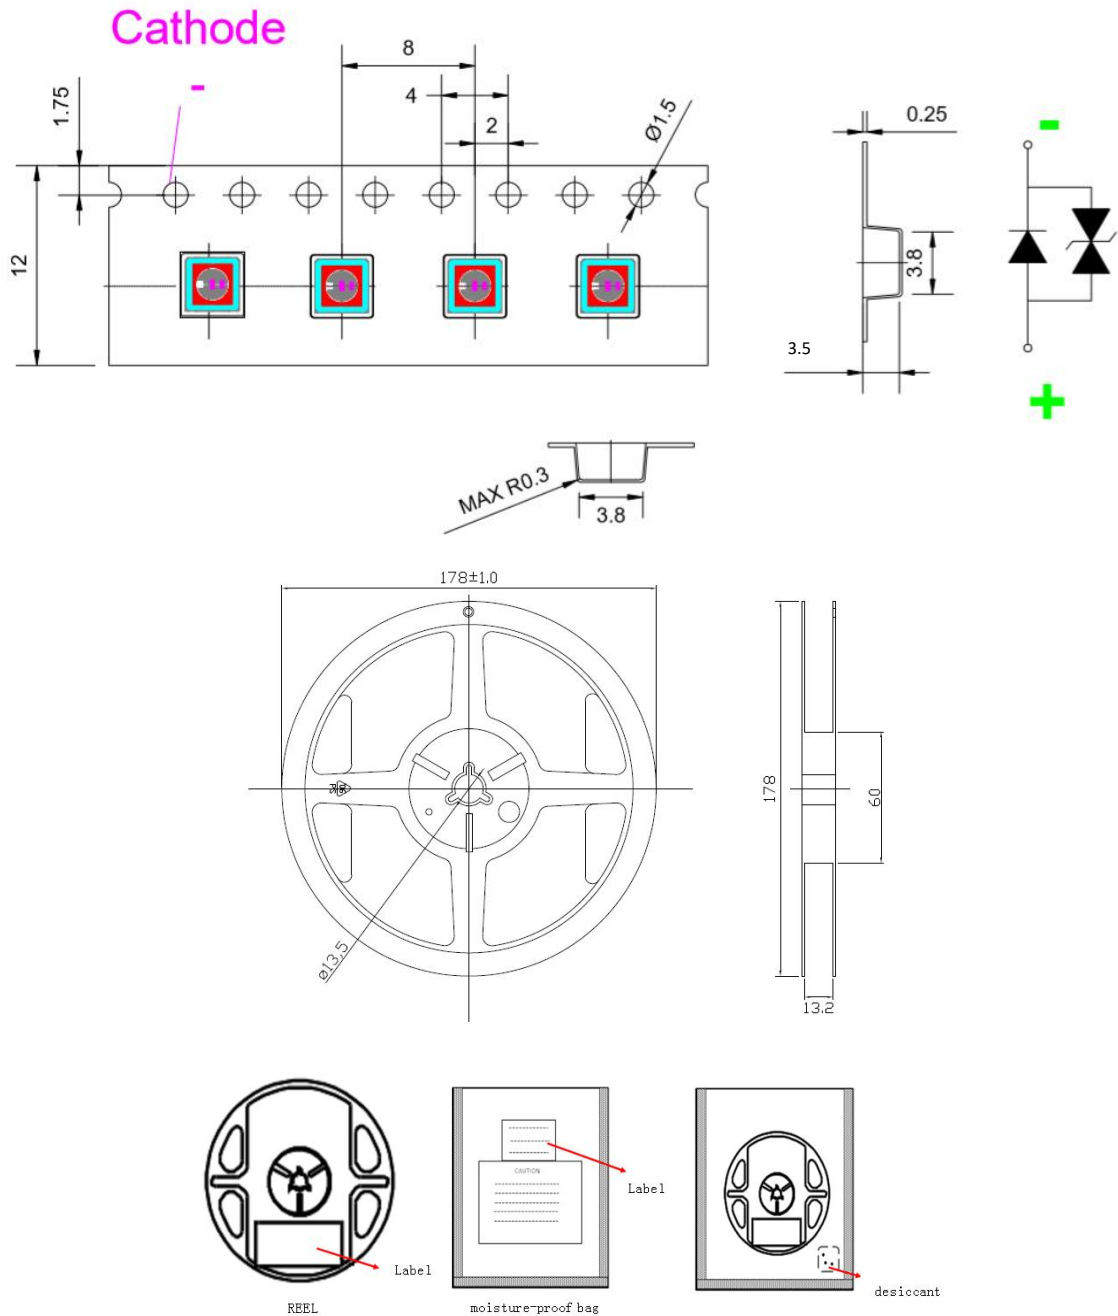 Cathode
-
8
4
2
1.75
Ø1.5
12
0.25
3.8
3.5
-
+
MAX R0.3
3.8
178±1.0
ø13,5
178
60
13.2
CAUTION
Label
Label
desiccant
REEL
moisture-proof bag